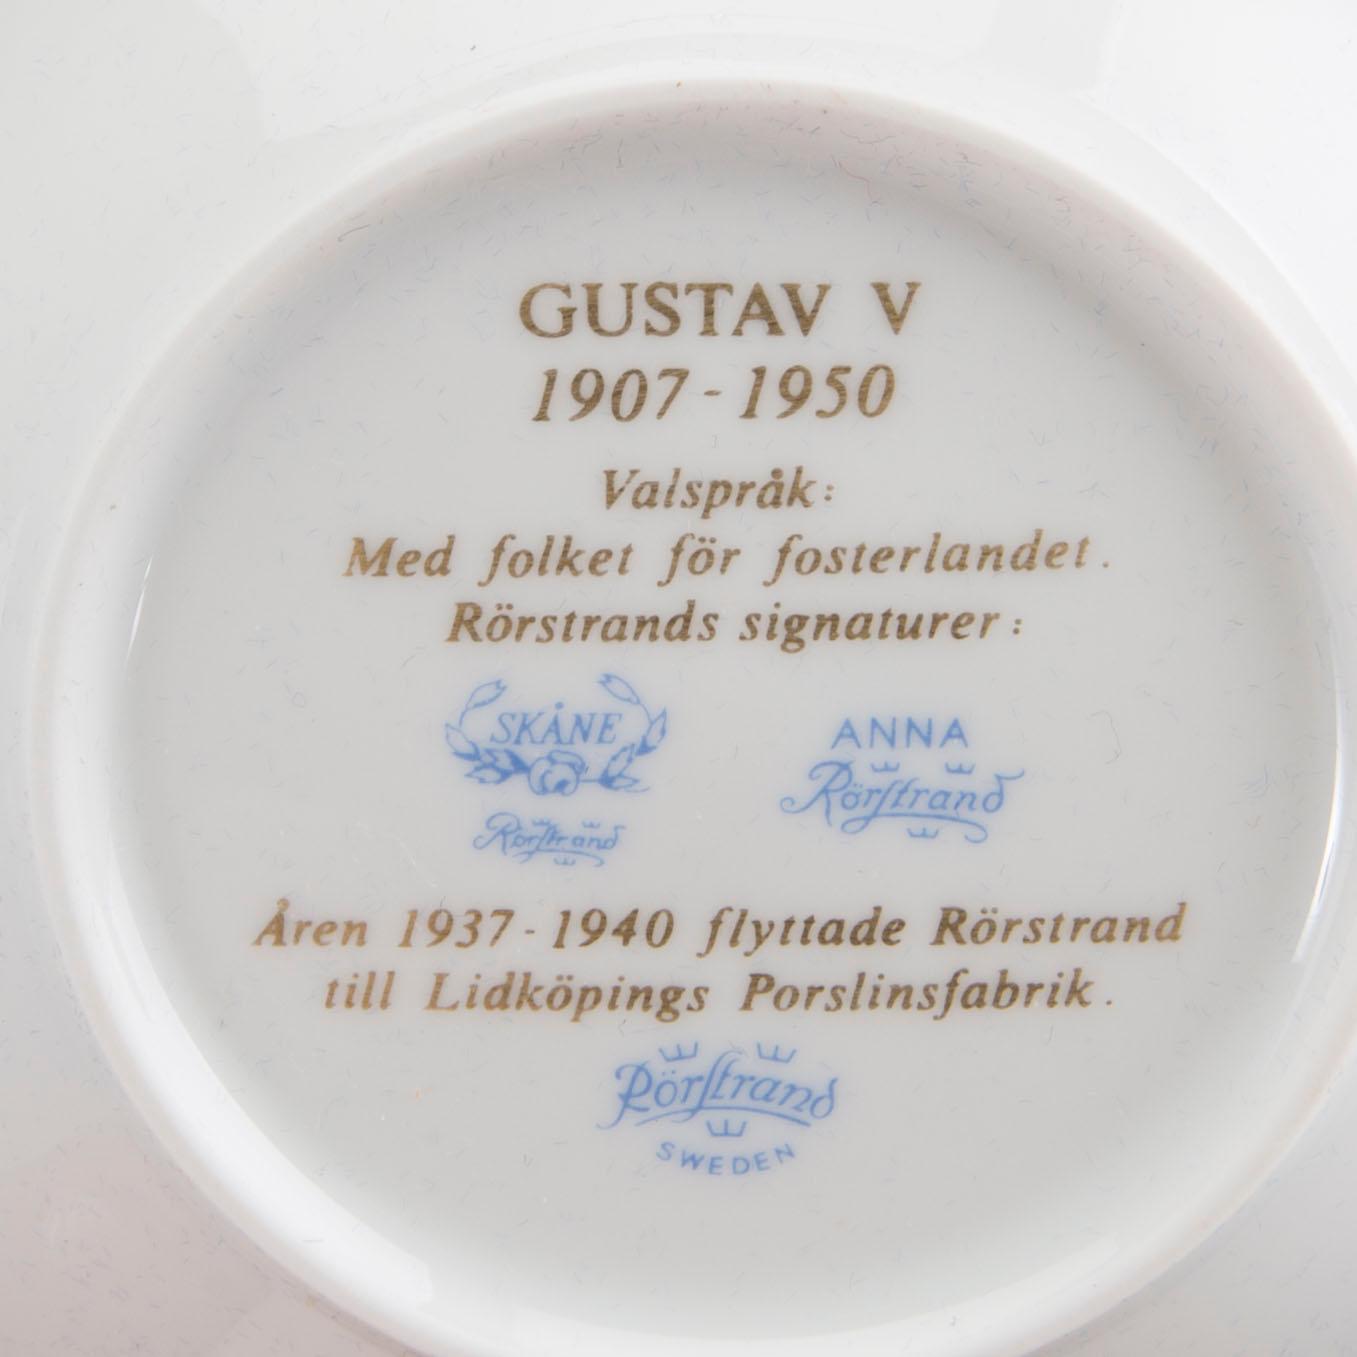 GUSTAV V
1907 - 1950
Valspråk:
Med folket för fosterlandet.
Rörstrands signaturer:
SKÅNE
Rörstrand
ANNA
Rörstrand
Åren 1937 - 1940 flyttade Rörstrand
till Lidköpings Porslinsfabrik.
Rörstrand
SWEDEN